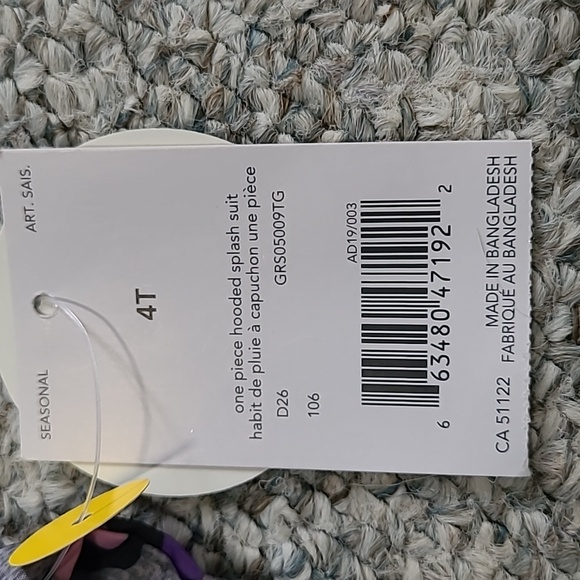 SEASONAL ART. SAIS.
4T
one piece hooded splash suit
habit de pluie à capuchon une pièce
D26 GRS05009TG
106
AD19/003
6 63480 47192 2
MADE IN BANGLADESH
CA 51122 FABRIQUÉ AU BANGLADESH